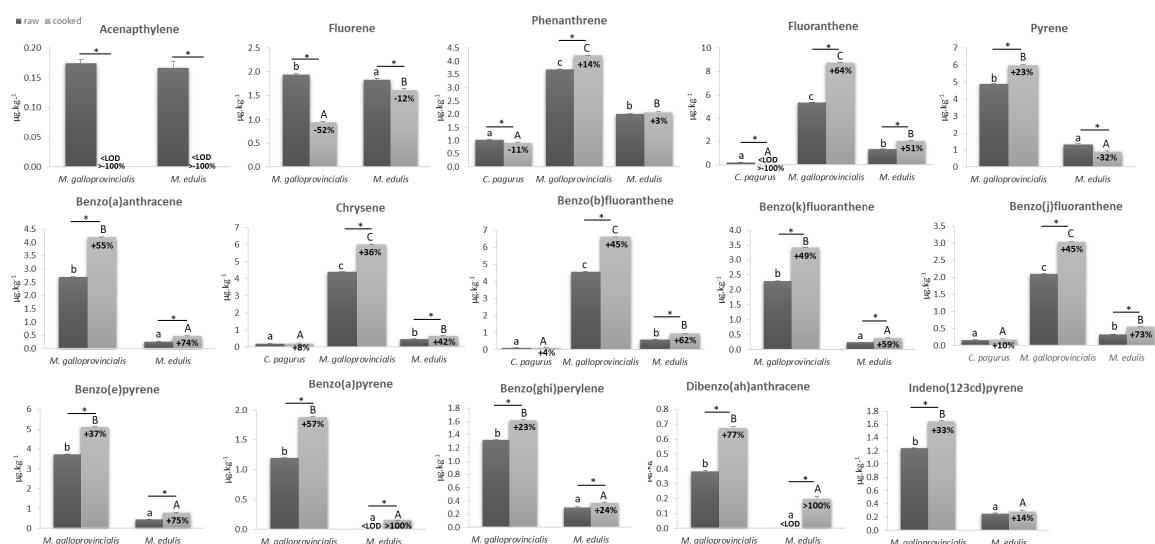 raw cooked
Acenapthylene
µg.kg-1
0.20
0.15
0.10
0.05
0.00
*
*
<LOD
>-100%
<LOD
>-100%
M. galloprovincialis M. edulis
Fluorene
µg.kg-1
2.5
2.0
1.5
1.0
0.5
0.0
*
b
A
-52%
*
a
B
-12%
M. galloprovincialis M. edulis
Phenanthrene
µg.kg-1
4.5
4.0
3.5
3.0
2.5
2.0
1.5
1.0
0.5
0.0
*
a
A
-11%
*
c
C
+14%
b
B
+3%
C. pagurus M. galloprovincialis M. edulis
Fluoranthene
µg.kg-1
10
8
6
4
2
0
*
a
A
<LOD
>-100%
*
c
C
+64%
*
b
B
+51%
C. pagurus M. galloprovincialis M. edulis
Pyrene
µg.kg-1
7
6
5
4
3
2
1
0
*
b
B
+23%
*
a
A
-32%
M. galloprovincialis M. edulis
Benzo(a)anthracene
µg.kg-1
4.5
4.0
3.5
3.0
2.5
2.0
1.5
1.0
0.5
0.0
*
b
B
+55%
*
a
A
+74%
M. galloprovincialis M. edulis
Chrysene
µg.kg-1
7
6
5
4
3
2
1
0
a
A
+8%
*
c
C
+36%
*
b
B
+42%
C. pagurus M. galloprovincialis M. edulis
Benzo(b)fluoranthene
µg.kg-1
7
6
5
4
3
2
1
0
a
A
+4%
*
c
C
+45%
*
b
B
+62%
C. pagurus M. galloprovincialis M. edulis
Benzo(k)fluoranthene
µg.kg-1
4.0
3.5
3.0
2.5
2.0
1.5
1.0
0.5
0.0
*
b
B
+49%
*
a
A
+59%
M. galloprovincialis M. edulis
Benzo(j)fluoranthene
µg.kg-1
3.5
3.0
2.5
2.0
1.5
1.0
0.5
0.0
a
A
+10%
*
c
C
+45%
*
b
B
+73%
C. pagurus M. galloprovincialis M. edulis
Benzo(e)pyrene
µg.kg-1
6
5
4
3
2
1
0
*
b
B
+37%
*
a
A
+75%
M. galloprovincialis M. edulis
Benzo(a)pyrene
µg.kg-1
2.0
1.5
1.0
0.5
0.0
*
b
B
+57%
*
a
A
<LOD >100%
M. galloprovincialis M. edulis
Benzo(ghi)perylene
µg.kg-1
1.8
1.6
1.4
1.2
1.0
0.8
0.6
0.4
0.2
0.0
*
b
B
+23%
*
a
A
+24%
M. galloprovincialis M. edulis
Dibenzo(ah)anthracene
0.8
0.7
0.6
0.5
0.4
0.3
0.2
0.1
0.0
*
b
B
+77%
*
a
A
<LOD
>100%
M. galloprovincialis M. edulis
Indeno(123cd)pyrene
µg.kg-1
1.8
1.6
1.4
1.2
1.0
0.8
0.6
0.4
0.2
0.0
*
b
B
+33%
a
A
+14%
M. galloprovincialis M. edulis